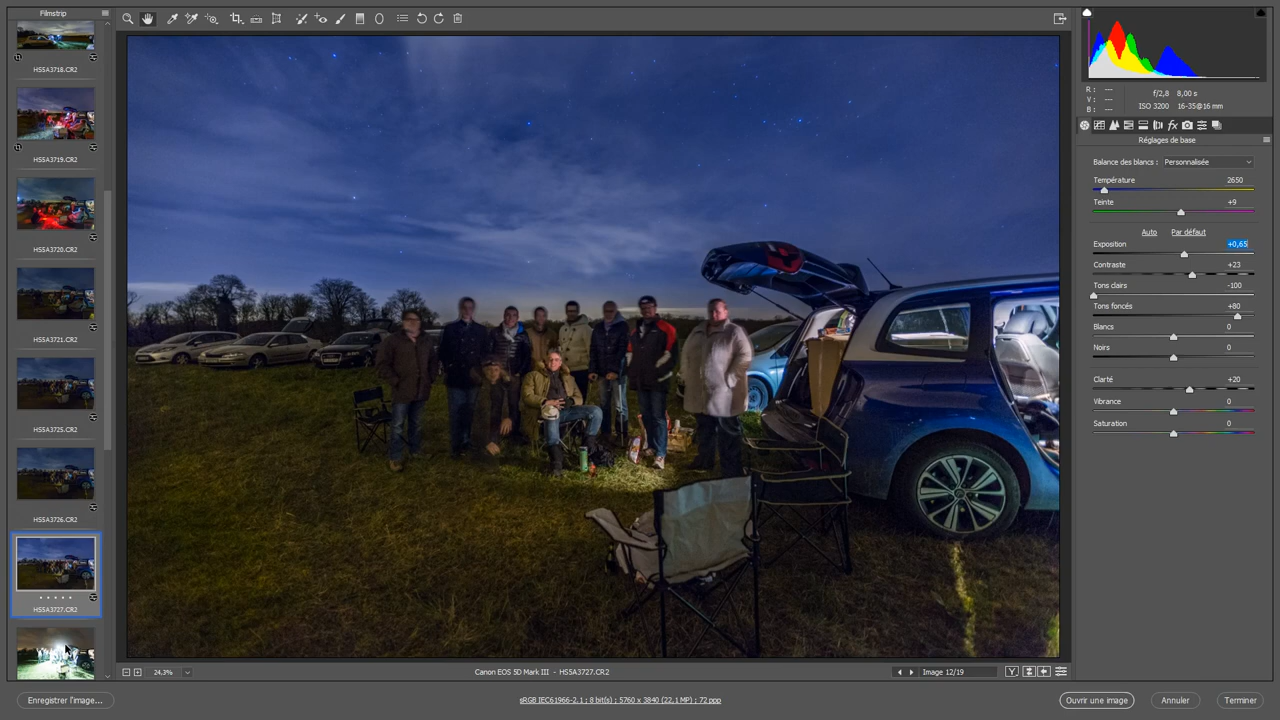 Filmstrip
HS5A3718.CR2
HS5A3719.CR2
HS5A3720.CR2
HS5A3721.CR2
HS5A3725.CR2
HS5A3726.CR2
HS5A3727.CR2
24,3%
Canon EOS 5D Mark III - HS5A3727.CR2
Image 12/19
Y
R : ---
V : ---
B : ---
f/2,8 8,00 s
ISO 3200 16-35@16 mm
fx
Réglages de base
Balance des blancs : Personnalisée
Température 2650
Teinte +9
Auto Par défaut
Exposition +0,65
Contraste +23
Tons clairs -100
Tons foncés +80
Blancs 0
Noirs 0
Clarté +20
Vibrance 0
Saturation 0
Enregistrer l'image...
sRGB IEC61966-2.1 ; 8 bit(s) ; 5760 x 3840 (22,1 MP) ; 72 ppp
Ouvrir une image
Annuler
Terminer